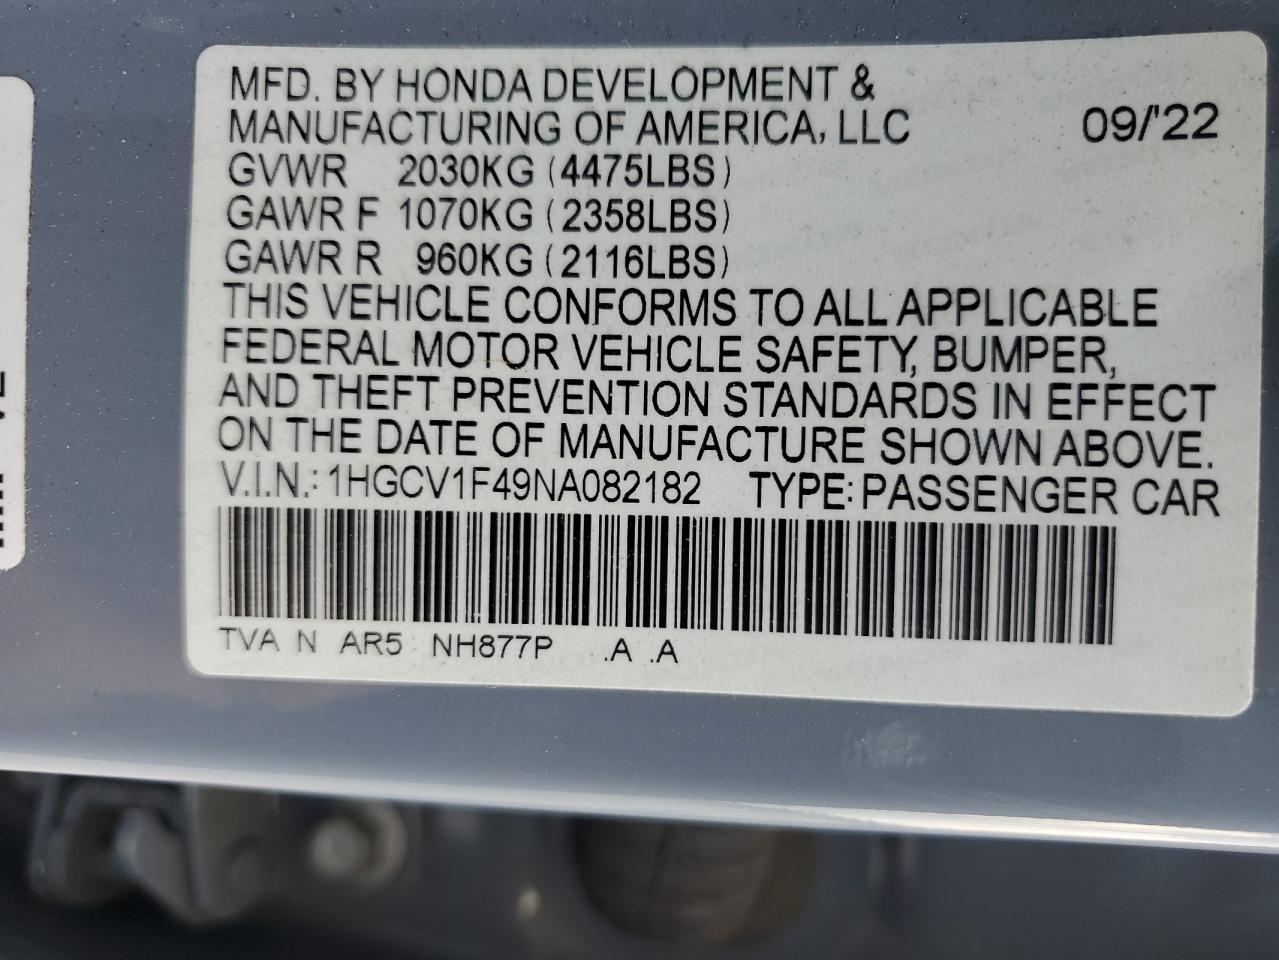 MFD. BY HONDA DEVELOPMENT &
MANUFACTURING OF AMERICA, LLC 09/'22
GVWR 2030KG (4475LBS)
GAWR F 1070KG (2358LBS)
GAWR R 960KG (2116LBS)
THIS VEHICLE CONFORMS TO ALL APPLICABLE
FEDERAL MOTOR VEHICLE SAFETY, BUMPER,
AND THEFT PREVENTION STANDARDS IN EFFECT
ON THE DATE OF MANUFACTURE SHOWN ABOVE.
V.I.N.: 1HGCV1F49NA082182 TYPE: PASSENGER CAR
TVA N AR5 NH877P .A .A